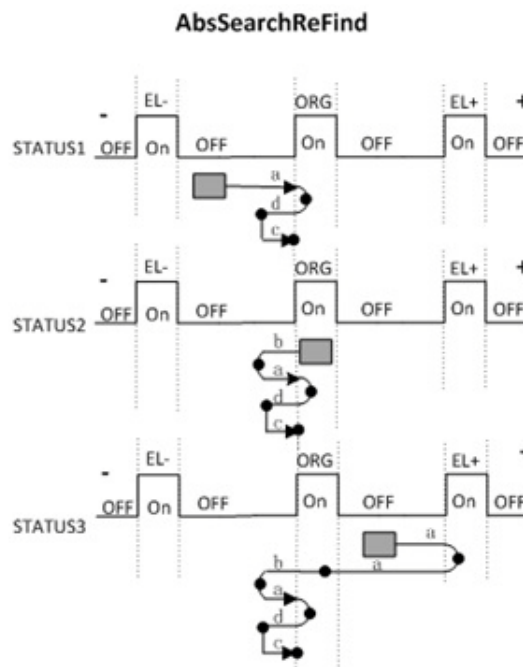 AbsSearchReFind
EL- ORG EL+
- +
STATUS1 OFF On OFF On OFF On OFF
a
d
c
EL- ORG EL+
- +
STATUS2 OFF On OFF On OFF On OFF
b
a
d
c
EL- ORG EL+
-
STATUS3 OFF On OFF On OFF On OFF
a
b a
a
d
c